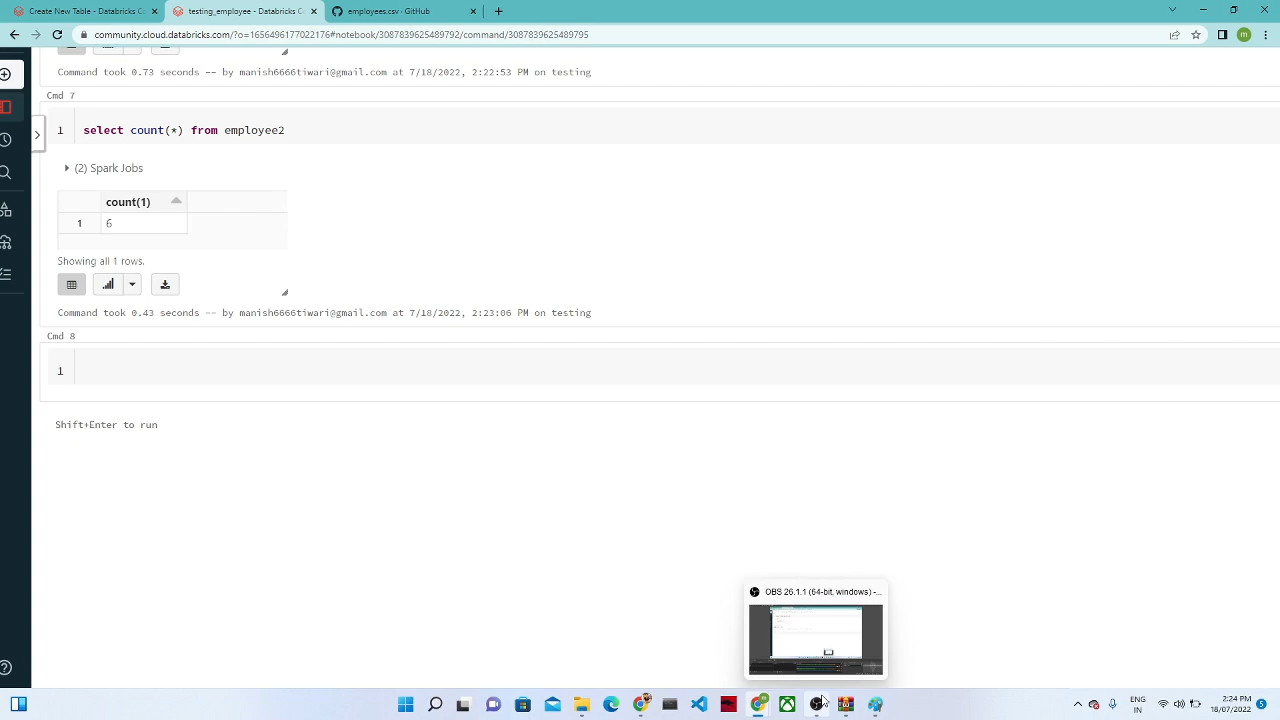 Create New Table - Databricks C
testing_employee - Databricks C
employees.csv · GitHub
community.cloud.databricks.com/?o=1656496177022176#notebook/3087839625489792/command/3087839625489795
m
Command took 0.73 seconds -- by manish6666tiwari@gmail.com at 7/18/2022, 2:22:53 PM on testing
Cmd 7
1 select count(*) from employee2
(2) Spark Jobs
count(1)
1 6
Showing all 1 rows.
Command took 0.43 seconds -- by manish6666tiwari@gmail.com at 7/18/2022, 2:23:06 PM on testing
Cmd 8
1
Shift+Enter to run
OBS 26.1.1 (64-bit, windows) -...
ENG
IN
2:24 PM
18/07/2022
5